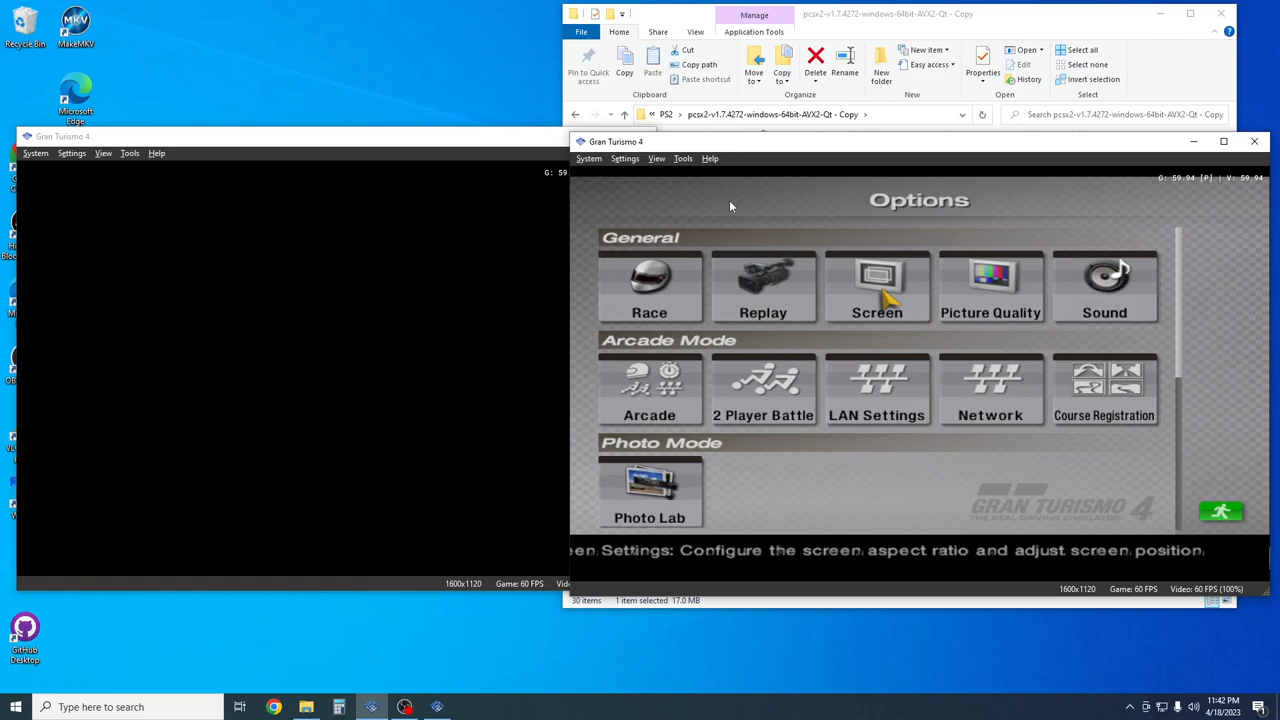 Recycle Bin
MakeMKV
Microsoft
Edge
GitHub
Desktop
Manage
pcsx2-v1.7.4272-windows-64bit-AVX2-Qt - Copy
File
Home
Share
View
Application Tools
Pin to Quick
access
Copy
Paste
Cut
Copy path
Paste shortcut
Clipboard
Move
to
Copy
to
Delete
Rename
Organize
New
folder
New item
Easy access
New
Properties
Open
Edit
History
Open
Select all
Select none
Invert selection
Select
PS2
pcsx2-v1.7.4272-windows-64bit-AVX2-Qt - Copy
Search pcsx2-v1.7.4272-windows-64bit-AVX2-Qt - Copy
Gran Turismo 4
System Settings View Tools Help
G: 59.
1600x1120 Game: 60 FPS
Gran Turismo 4
System Settings View Tools Help
G: 59.94 [P] | V: 59.94
Options
General
Race Replay Screen Picture Quality Sound
Arcade Mode
Arcade 2 Player Battle LAN Settings Network Course Registration
Photo Mode
Photo Lab
GRAN TURISMO 4
THE REAL DRIVING SIMULATOR
een Settings: Configure the screen aspect ratio and adjust screen position
1600x1120 Game: 60 FPS Video: 60 FPS (100%)
30 items 1 item selected 17.0 MB
Type here to search
11:42 PM
4/18/2023